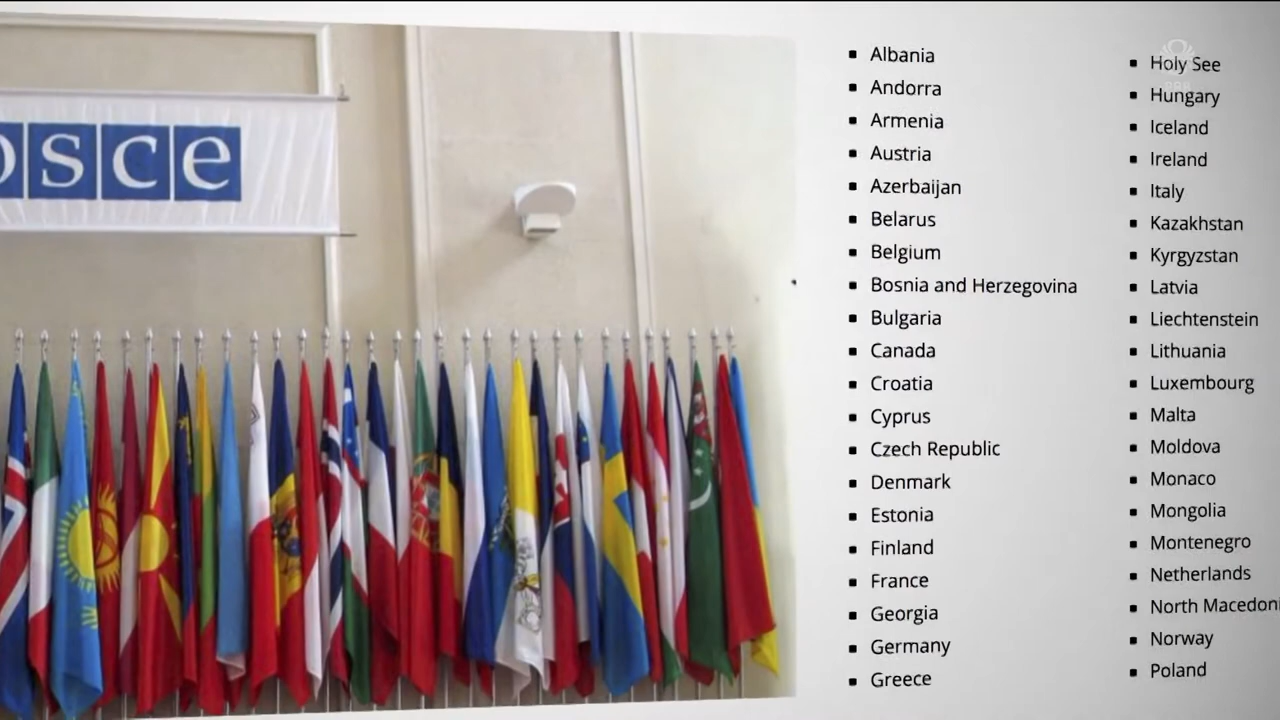 osce
Albania
Andorra
Armenia
Austria
Azerbaijan
Belarus
Belgium
Bosnia and Herzegovina
Bulgaria
Canada
Croatia
Cyprus
Czech Republic
Denmark
Estonia
Finland
France
Georgia
Germany
Greece
Holy See
Hungary
Iceland
Ireland
Italy
Kazakhstan
Kyrgyzstan
Latvia
Liechtenstein
Lithuania
Luxembourg
Malta
Moldova
Monaco
Mongolia
Montenegro
Netherlands
North Macedoni
Norway
Poland